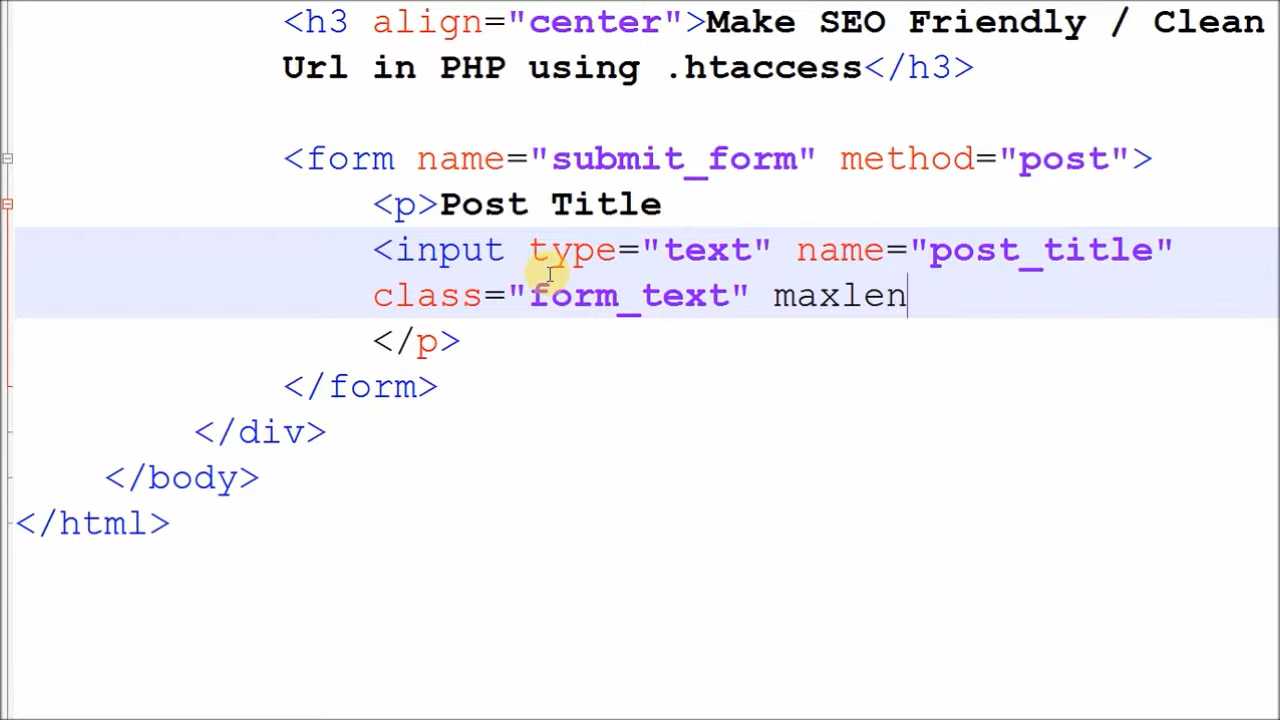 <h3 align="center">Make SEO Friendly / Clean
Url in PHP using .htaccess</h3>
<form name="submit_form" method="post">
<p>Post Title
<input type="text" name="post_title"
class="form_text" maxlen
</p>
</form>
</div>
</body>
</html>